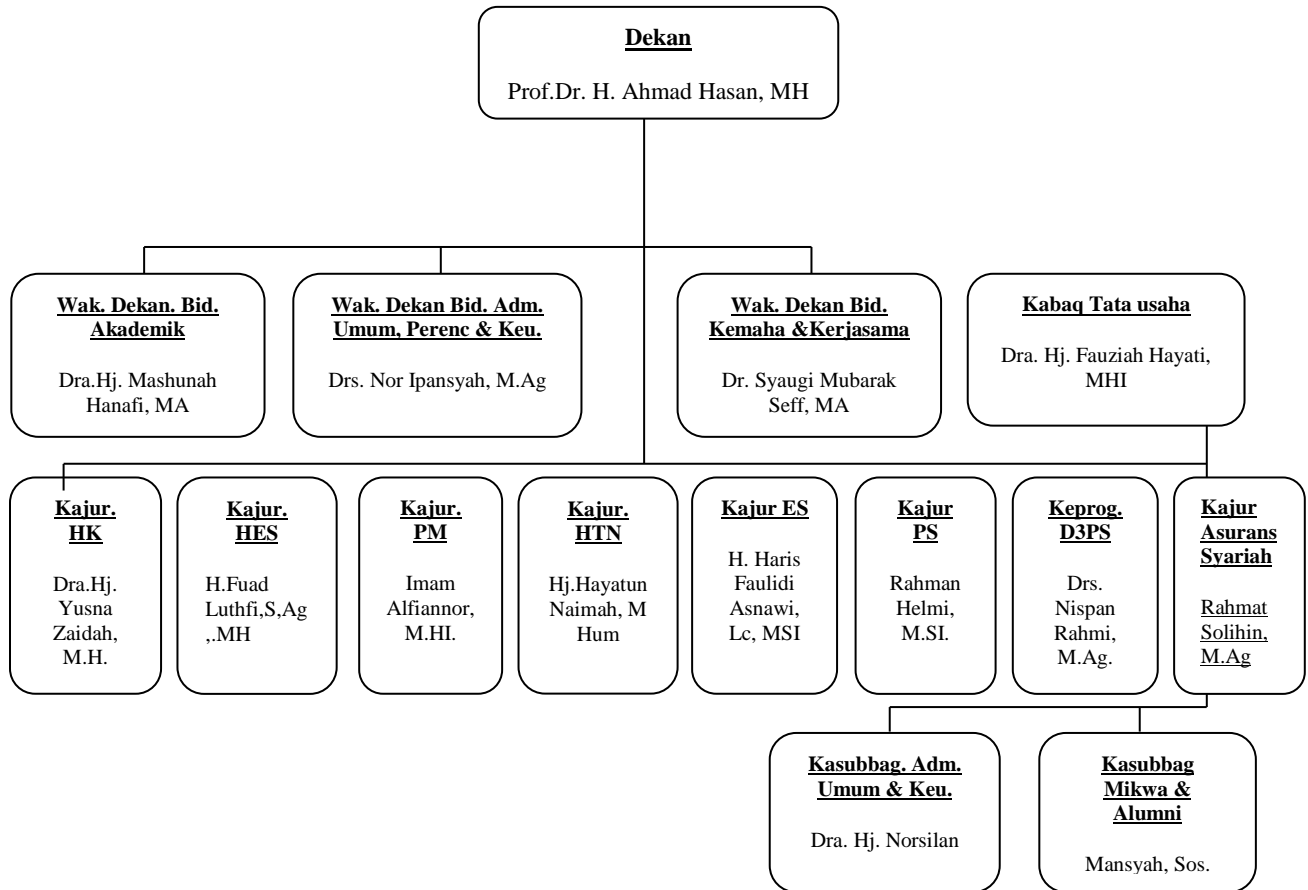 Dekan
Prof.Dr. H. Ahmad Hasan, MH
Wak. Dekan. Bid.
Akademik
Dra.Hj. Mashunah
Hanafi, MA
Wak. Dekan Bid. Adm.
Umum, Perenc & Keu.
Drs. Nor Ipansyah, M.Ag
Wak. Dekan Bid.
Kemaha &Kerjasama
Dr. Syaugi Mubarak
Seff, MA
Kabaq Tata usaha
Dra. Hj. Fauziah Hayati,
MHI
Kajur.
HK
Dra.Hj.
Yusna
Zaidah,
M.H.
Kajur.
HES
H.Fuad
Luthfi,S,Ag
,.MH
Kajur.
PM
Imam
Alfiannor,
M.HI.
Kajur.
HTN
Hj.Hayatun
Naimah, M
Hum
Kajur ES
H. Haris
Faulidi
Asnawi,
Lc, MSI
Kajur
PS
Rahman
Helmi,
M.SI.
Keprog.
D3PS
Drs.
Nispan
Rahmi,
M.Ag.
Kajur
Asurans
Syariah
Rahmat
Solihin,
M.Ag
Kasubbag. Adm.
Umum & Keu.
Dra. Hj. Norsilan
Kasubbag
Mikwa &
Alumni
Mansyah, Sos.